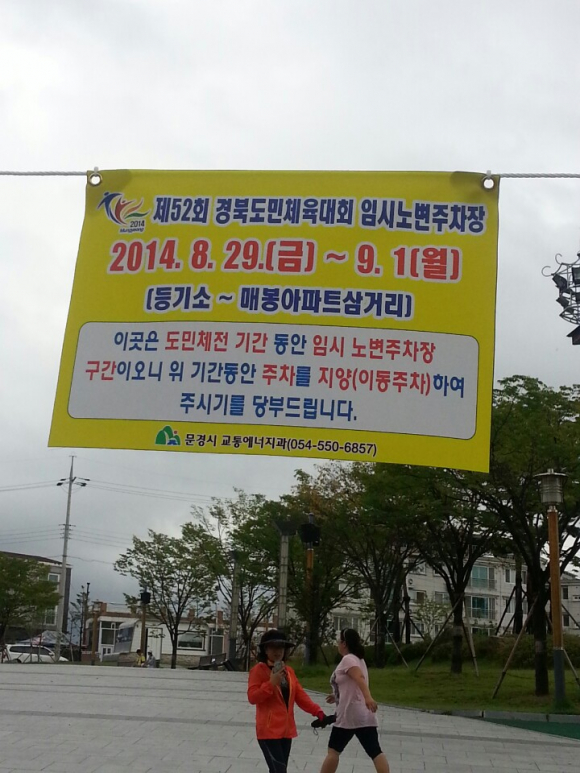 2014
제52회 경북도민체육대회 임시노변주차장
2014. 8. 29.(금) ~ 9. 1(월)
(등기소 ~ 매봉아파트삼거리)
이곳은 도민체전 기간 동안 임시 노변주차장
구간이오니 위 기간동안 주차를 지양(이동주차)하여
주시기를 당부드립니다.
문경시 교통에너지과(054-550-6857)